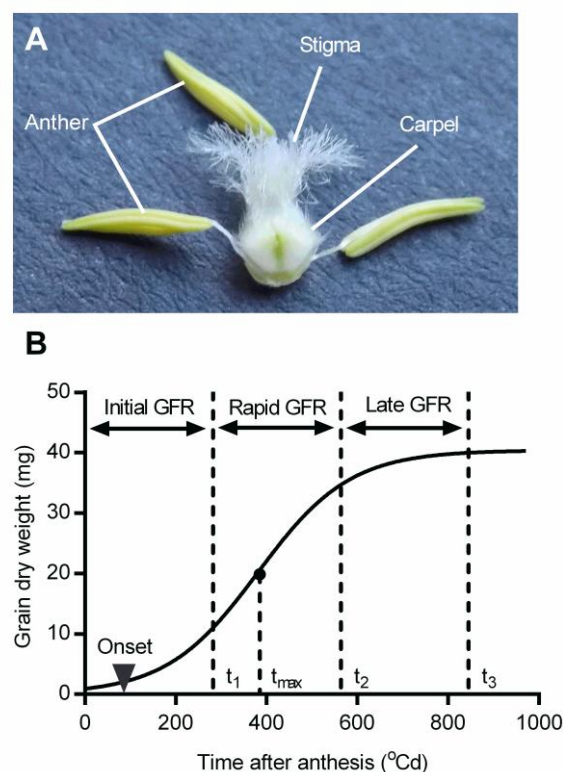 A
Stigma
Anther
Carpel
B
50
Initial GFR Rapid GFR Late GFR
40
30
20
10
0
Onset
t1 tmax t2 t3
0 200 400 600 800 1000
Grain dry weight (mg)
Time after anthesis (°Cd)